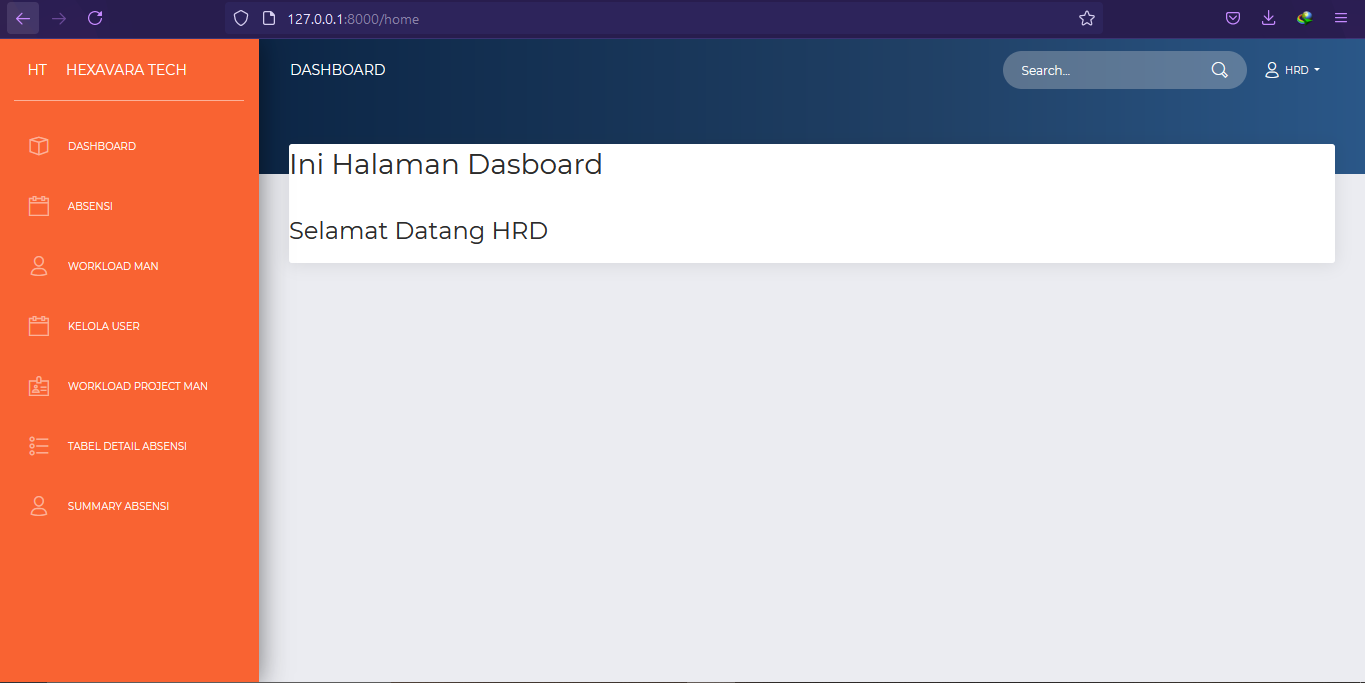 127.0.0.1:8000/home
HT HEXAVARA TECH
DASHBOARD
Search...
HRD
DASHBOARD
ABSENSI
WORKLOAD MAN
KELOLA USER
WORKLOAD PROJECT MAN
TABEL DETAIL ABSENSI
SUMMARY ABSENSI
Ini Halaman Dasboard
Selamat Datang HRD